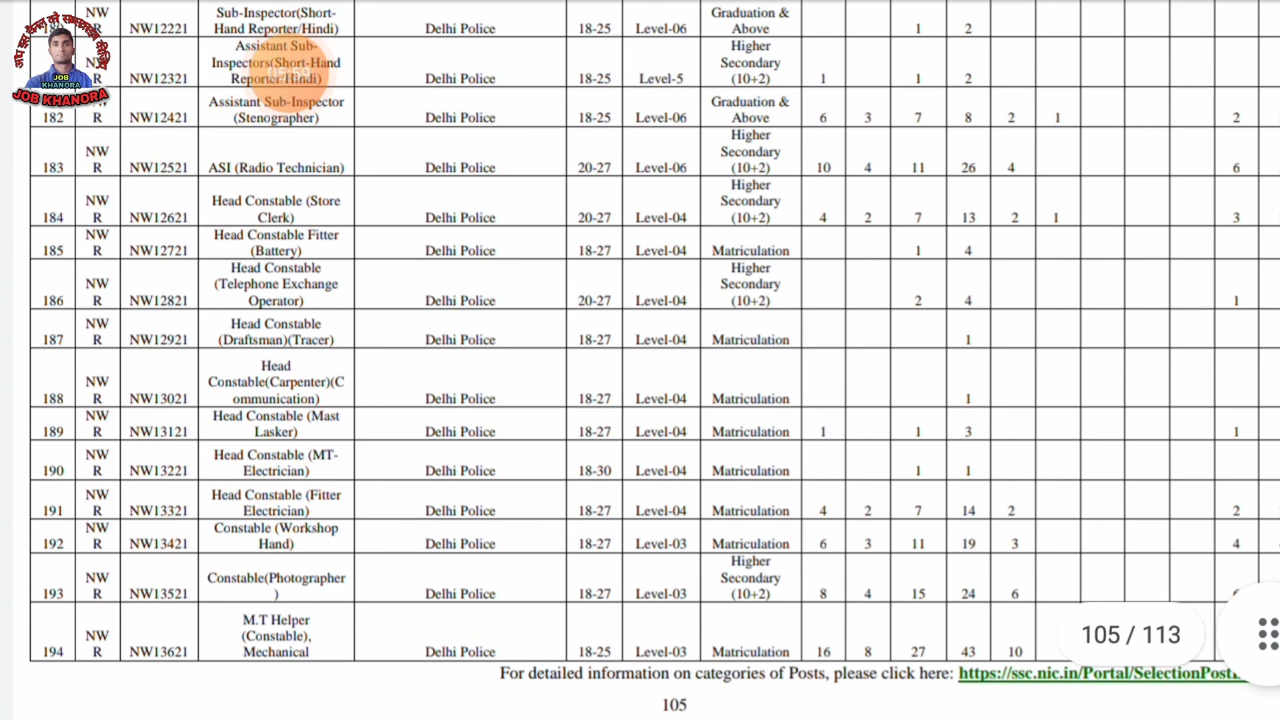 NW Sub-Inspector(Short- Graduation &
R NW12221 Hand Reporter/Hindi) Delhi Police 18-25 Level-06 Above 1 2
Assistant Sub- Higher
Inspectors(Short-Hand Secondary
NW12321 Reporter/Hindi) Delhi Police 18-25 Level-5 (10+2) 1 1 2
JOB
KHANORA
JOB KHANORA
Assistant Sub-Inspector Graduation &
182 R NW12421 (Stenographer) Delhi Police 18-25 Level-06 Above 6 3 7 8 2 1 2
Higher
NW Secondary
183 R NW12521 ASI (Radio Technician) Delhi Police 20-27 Level-06 (10+2) 10 4 11 26 4 6
Higher
NW Head Constable (Store Secondary
184 R NW12621 Clerk) Delhi Police 20-27 Level-04 (10+2) 4 2 7 13 2 1 3
NW Head Constable Fitter
185 R NW12721 (Battery) Delhi Police 18-27 Level-04 Matriculation 1 4
Head Constable Higher
NW (Telephone Exchange Secondary
186 R NW12821 Operator) Delhi Police 20-27 Level-04 (10+2) 2 4 1
NW Head Constable
187 R NW12921 (Draftsman)(Tracer) Delhi Police 18-27 Level-04 Matriculation 1
Head
NW Constable(Carpenter)(C
188 R NW13021 ommunication) Delhi Police 18-27 Level-04 Matriculation 1
NW Head Constable (Mast
189 R NW13121 Lasker) Delhi Police 18-27 Level-04 Matriculation 1 1 3 1
NW Head Constable (MT-
190 R NW13221 Electrician) Delhi Police 18-30 Level-04 Matriculation 1 1
NW Head Constable (Fitter
191 R NW13321 Electrician) Delhi Police 18-27 Level-04 Matriculation 4 2 7 14 2 2
NW Constable (Workshop
192 R NW13421 Hand) Delhi Police 18-27 Level-03 Matriculation 6 3 11 19 3 4
Higher
NW Constable(Photographer Secondary
193 R NW13521 ) Delhi Police 18-27 Level-03 (10+2) 8 4 15 24 6
M.T Helper
NW (Constable),
194 R NW13621 Mechanical Delhi Police 18-25 Level-03 Matriculation 16 8 27 43 10
105 / 113
For detailed information on categories of Posts, please click here: https://ssc.nic.in/Portal/SelectionPost
105